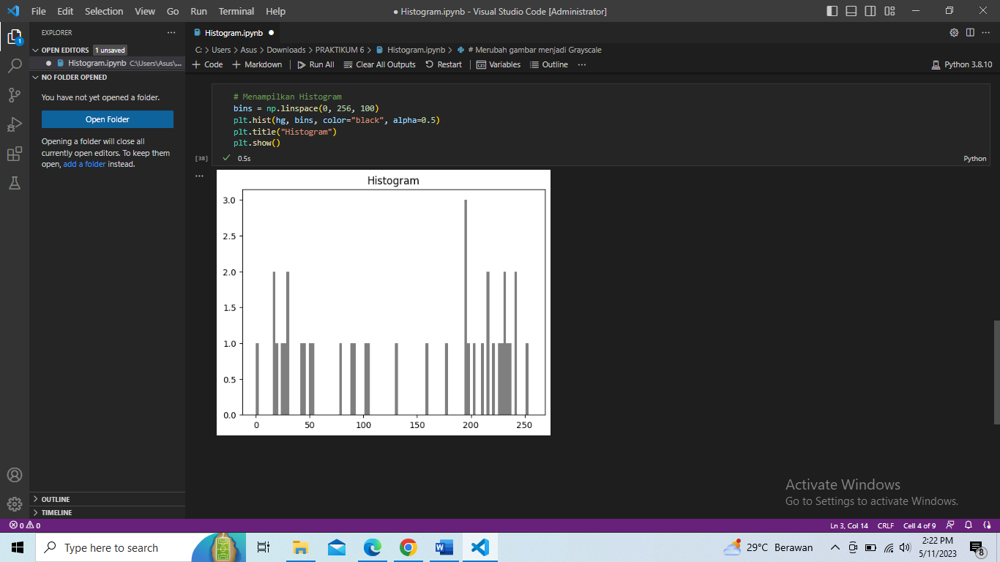 File Edit Selection View Go Run Terminal Help
● Histogram.ipynb - Visual Studio Code [Administrator]
EXPLORER
Histogram.ipynb
OPEN EDITORS 1 unsaved
Histogram.ipynb C:\Users\Asus\...
NO FOLDER OPENED
You have not yet opened a folder.
Open Folder
Opening a folder will close all
currently open editors. To keep them
open, add a folder instead.
OUTLINE
TIMELINE
C: > Users > Asus > Downloads > PRAKTIKUM 6 > Histogram.ipynb > # Merubah gambar menjadi Grayscale
+ Code + Markdown Run All Clear All Outputs Restart Variables Outline ...
Python 3.8.10
# Menampilkan Histogram
bins = np.linspace(0, 256, 100)
plt.hist(hg, bins, color="black", alpha=0.5)
plt.title("Histogram")
plt.show()
[38] 0.5s
Python
Histogram
3.0
2.5
2.0
1.5
1.0
0.5
0.0
0 50 100 150 200 250
Activate Windows
Go to Settings to activate Windows.
0 0
Ln 3, Col 14 CRLF Cell 4 of 9
1
Type here to search
29°C Berawan
2:22 PM
5/11/2023
8